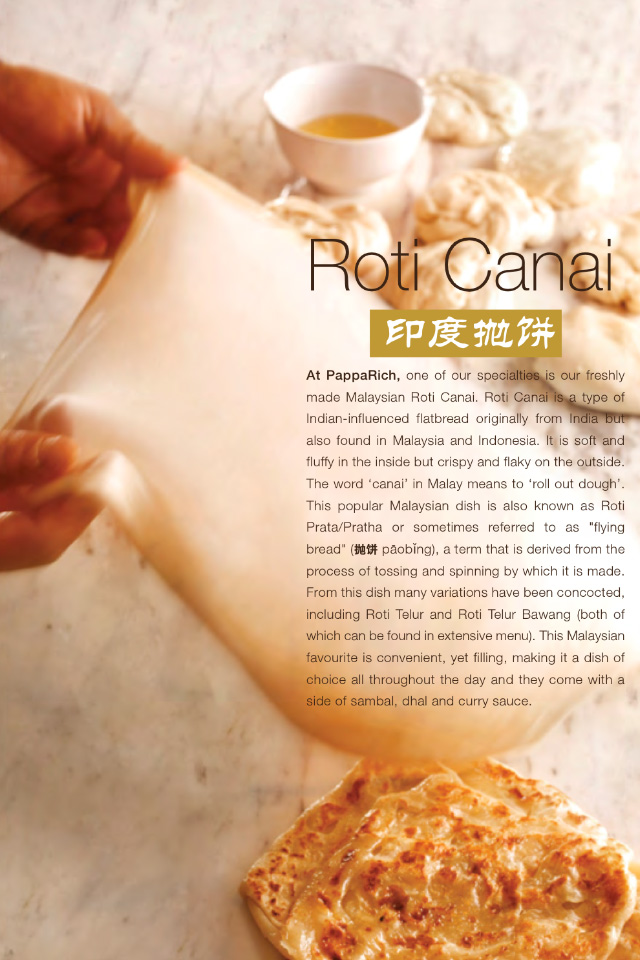 Roti Canai
印度抛饼
At PappaRich, one of our specialties is our freshly
made Malaysian Roti Canai. Roti Canai is a type of
Indian-influenced flatbread originally from India but
also found in Malaysia and Indonesia. It is soft and
fluffy in the inside but crispy and flaky on the outside.
The word ‘canai’ in Malay means to ‘roll out dough’.
This popular Malaysian dish is also known as Roti
Prata/Pratha or sometimes referred to as "flying
bread" (抛饼 pāobǐng), a term that is derived from the
process of tossing and spinning by which it is made.
From this dish many variations have been concocted,
including Roti Telur and Roti Telur Bawang (both of
which can be found in extensive menu). This Malaysian
favourite is convenient, yet filling, making it a dish of
choice all throughout the day and they come with a
side of sambal, dhal and curry sauce.